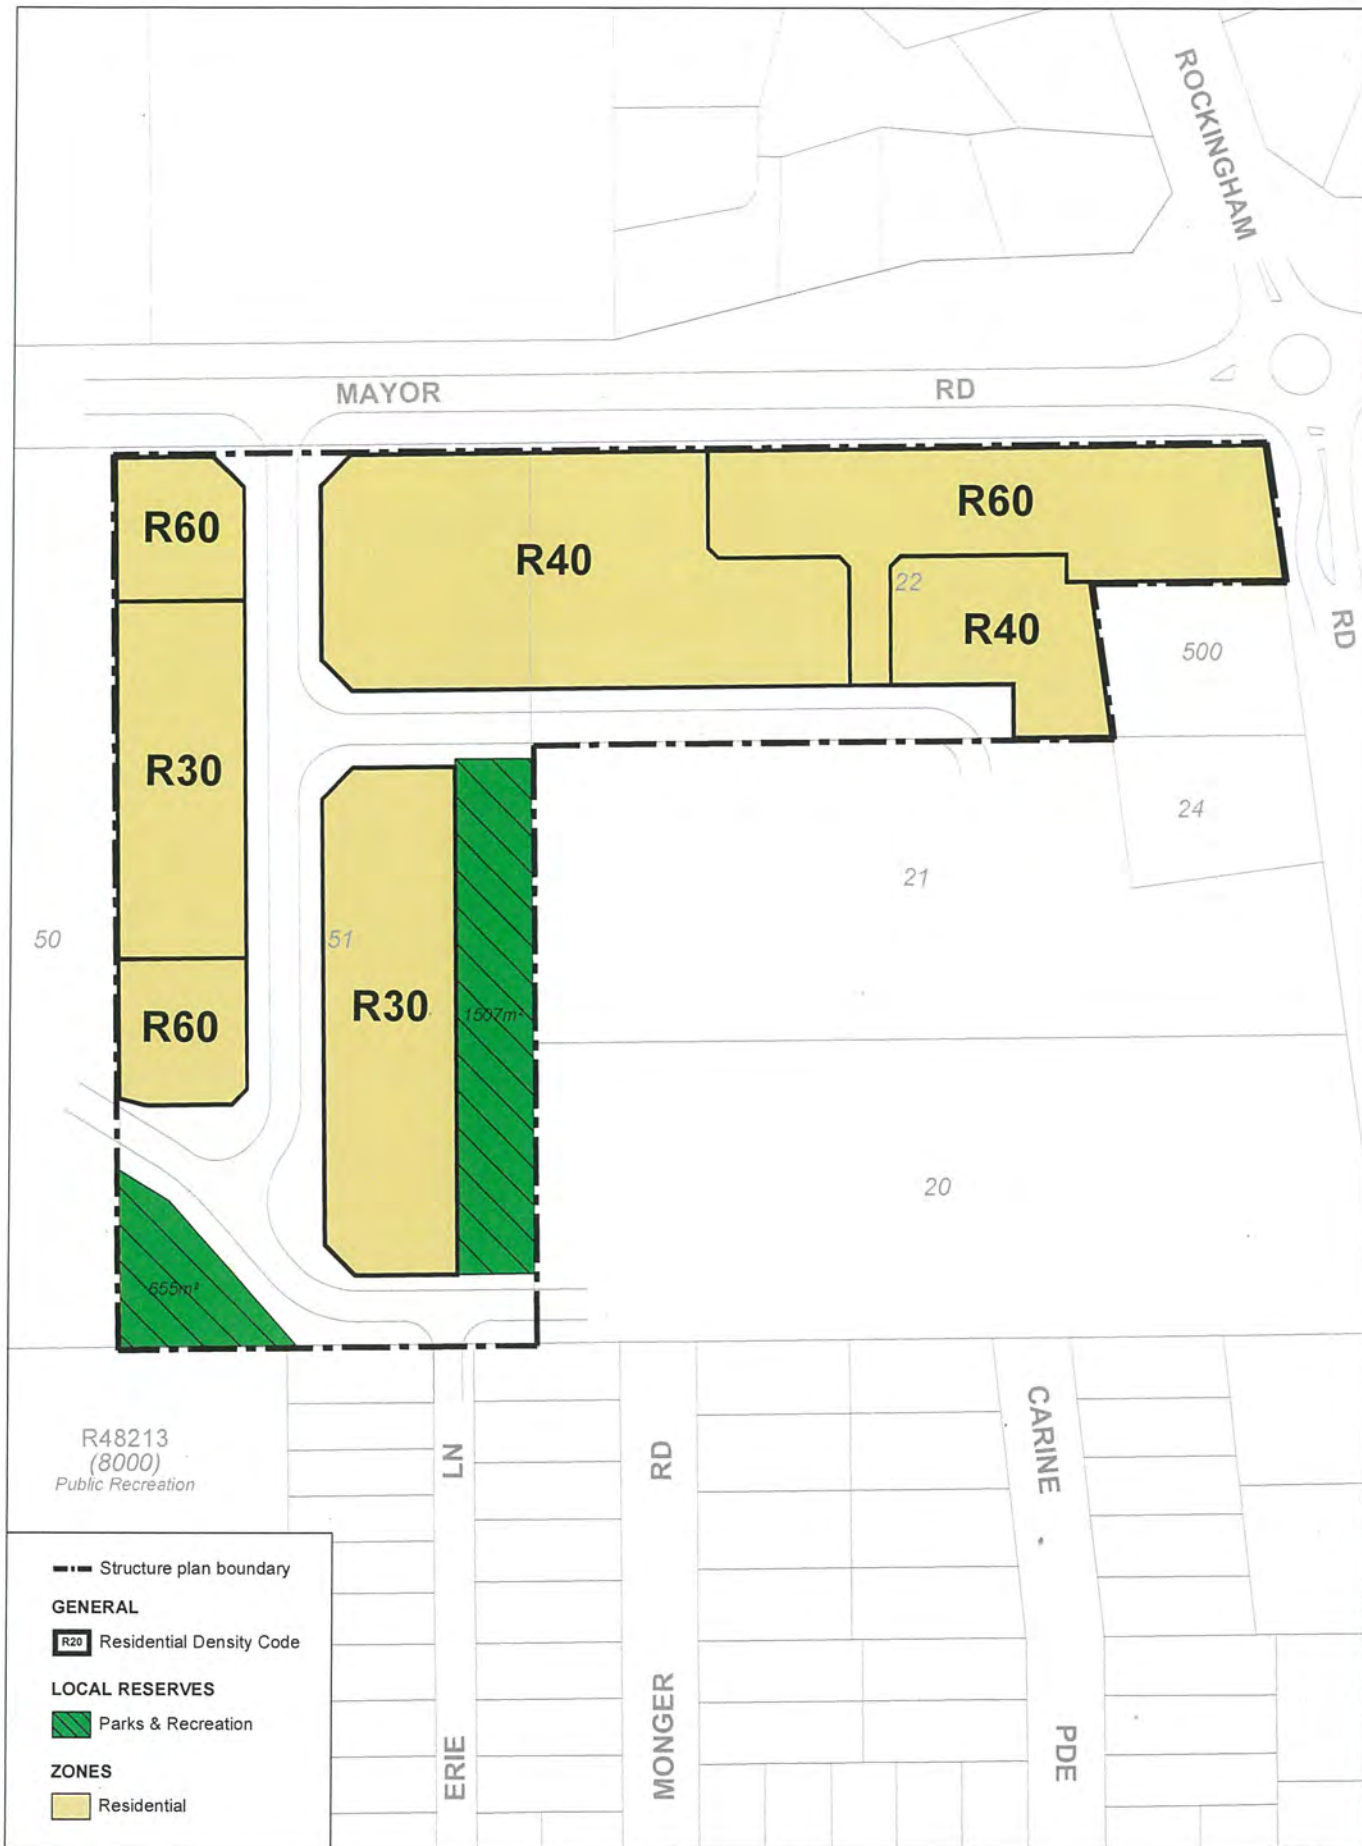 ROCKINGHAM
MAYOR
RD
R60
R60
R40
22
R40
500
RD
R30
24
21
50
51
R30
1507m²
R60
20
655m²
R48213
(8000)
Public Recreation
LN
RD
CARINE
ERIE
MONGER
PDE
Structure plan boundary
GENERAL
R20 Residential Density Code
LOCAL RESERVES
Parks & Recreation
ZONES
Residential